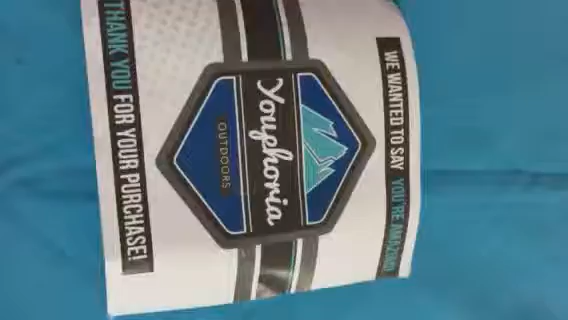 WE WANTED TO SAY YOU'RE AMAZING
Youphoria
OUTDOORS
THANK YOU FOR YOUR PURCHASE!